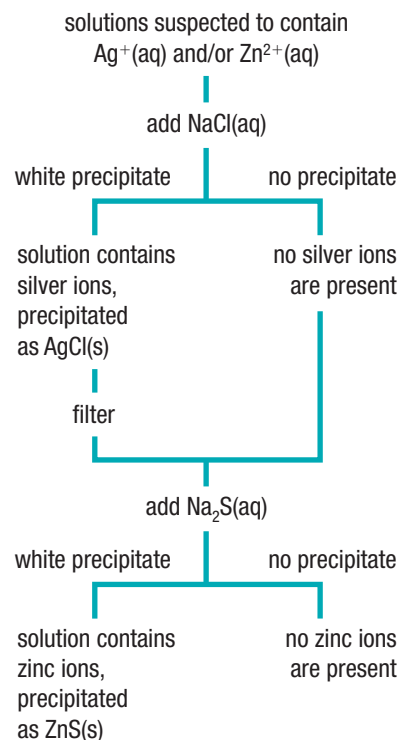 solutions suspected to contain
Ag⁺(aq) and/or Zn²⁺(aq)
add NaCl(aq)
white precipitate
no precipitate
solution contains
silver ions,
precipitated
as AgCl(s)
no silver ions
are present
filter
add Na₂S(aq)
white precipitate
no precipitate
solution contains
zinc ions,
precipitated
as ZnS(s)
no zinc ions
are present